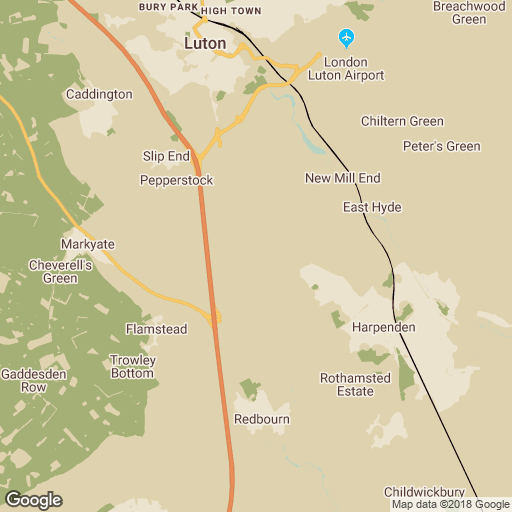 Breachwood
Green
BURY PARK
HIGH TOWN
Luton
London
Luton Airport
Caddington
Chiltern Green
Peter's Green
Slip End
Pepperstock
New Mill End
East Hyde
Markyate
Cheverell's
Green
Flamstead
Harpenden
Trowley
Bottom
Gaddesden
Row
Rothamsted
Estate
Redbourn
Childwickbury
Google
Map data ©2018 Google